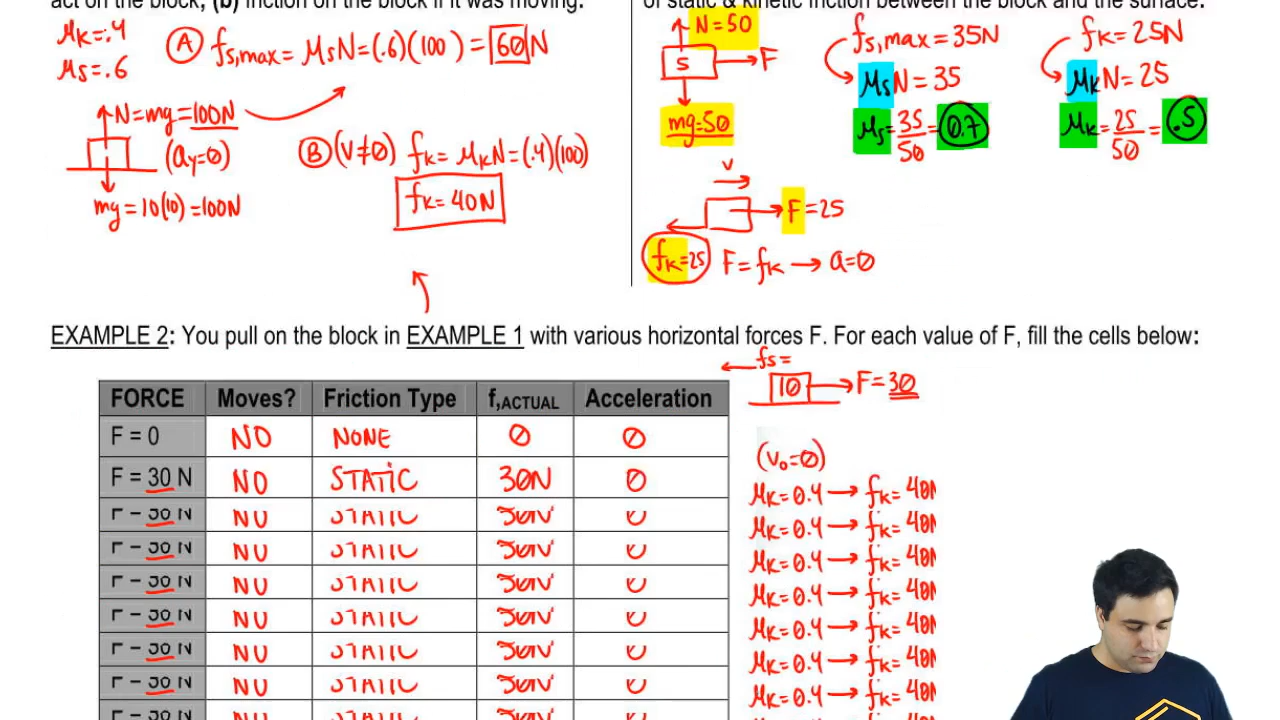 act on the block; (b) friction on the block if it was moving.
μK=.4
μS=.6
A fs,max = μsN=(.6)(100) = 60 N
N=mg=100N
(ay=0)
mg=10(10)=100N
B (V≠0) fK= μKN=(.4)(100)
fK= 40N
of static & kinetic friction between the block and the surface.
N=50
S
F
mg=50
fs,max=35N
μsN=35
μs=35/50=0.7
fK=25N
μKN=25
μK=25/50=.5
V
F=25
fK=25
F=fK→a=0
EXAMPLE 2: You pull on the block in EXAMPLE 1 with various horizontal forces F. For each value of F, fill the cells below:
fs=
10
F=30
FORCE Moves? Friction Type f,ACTUAL Acceleration
F = 0 NO NONE 0 0
F = 30 N NO STATIC 30N 0
(V0=0)
μK=0.4→fK=40N
μK=0.4→fK=40N
μK=0.4→fK=40N
μK=0.4→fK=40N
μK=0.4→fK=40N
μK=0.4→fK=40N
μK=0.4→fK=40N